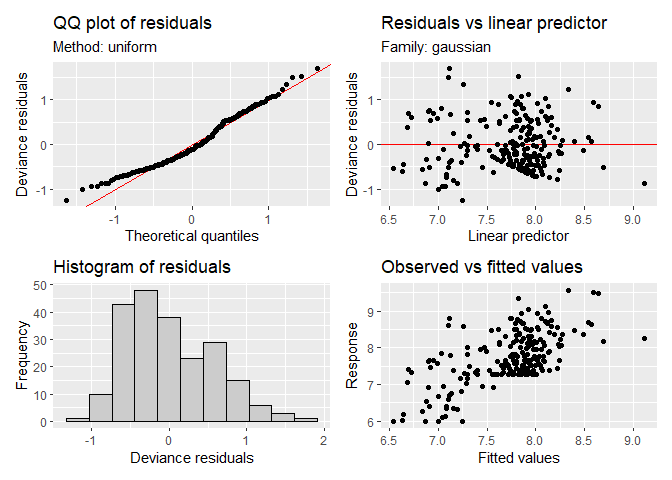 QQ plot of residuals
Method: uniform
Deviance residuals
1
0
-1
-1
0
1
Theoretical quantiles
Residuals vs linear predictor
Family: gaussian
Deviance residuals
1
0
-1
6.5
7.0
7.5
8.0
8.5
9.0
Linear predictor
Histogram of residuals
Frequency
50
40
30
20
10
0
-1
0
1
2
Deviance residuals
Observed vs fitted values
Response
9
8
7
6
6.5
7.0
7.5
8.0
8.5
9.0
Fitted values